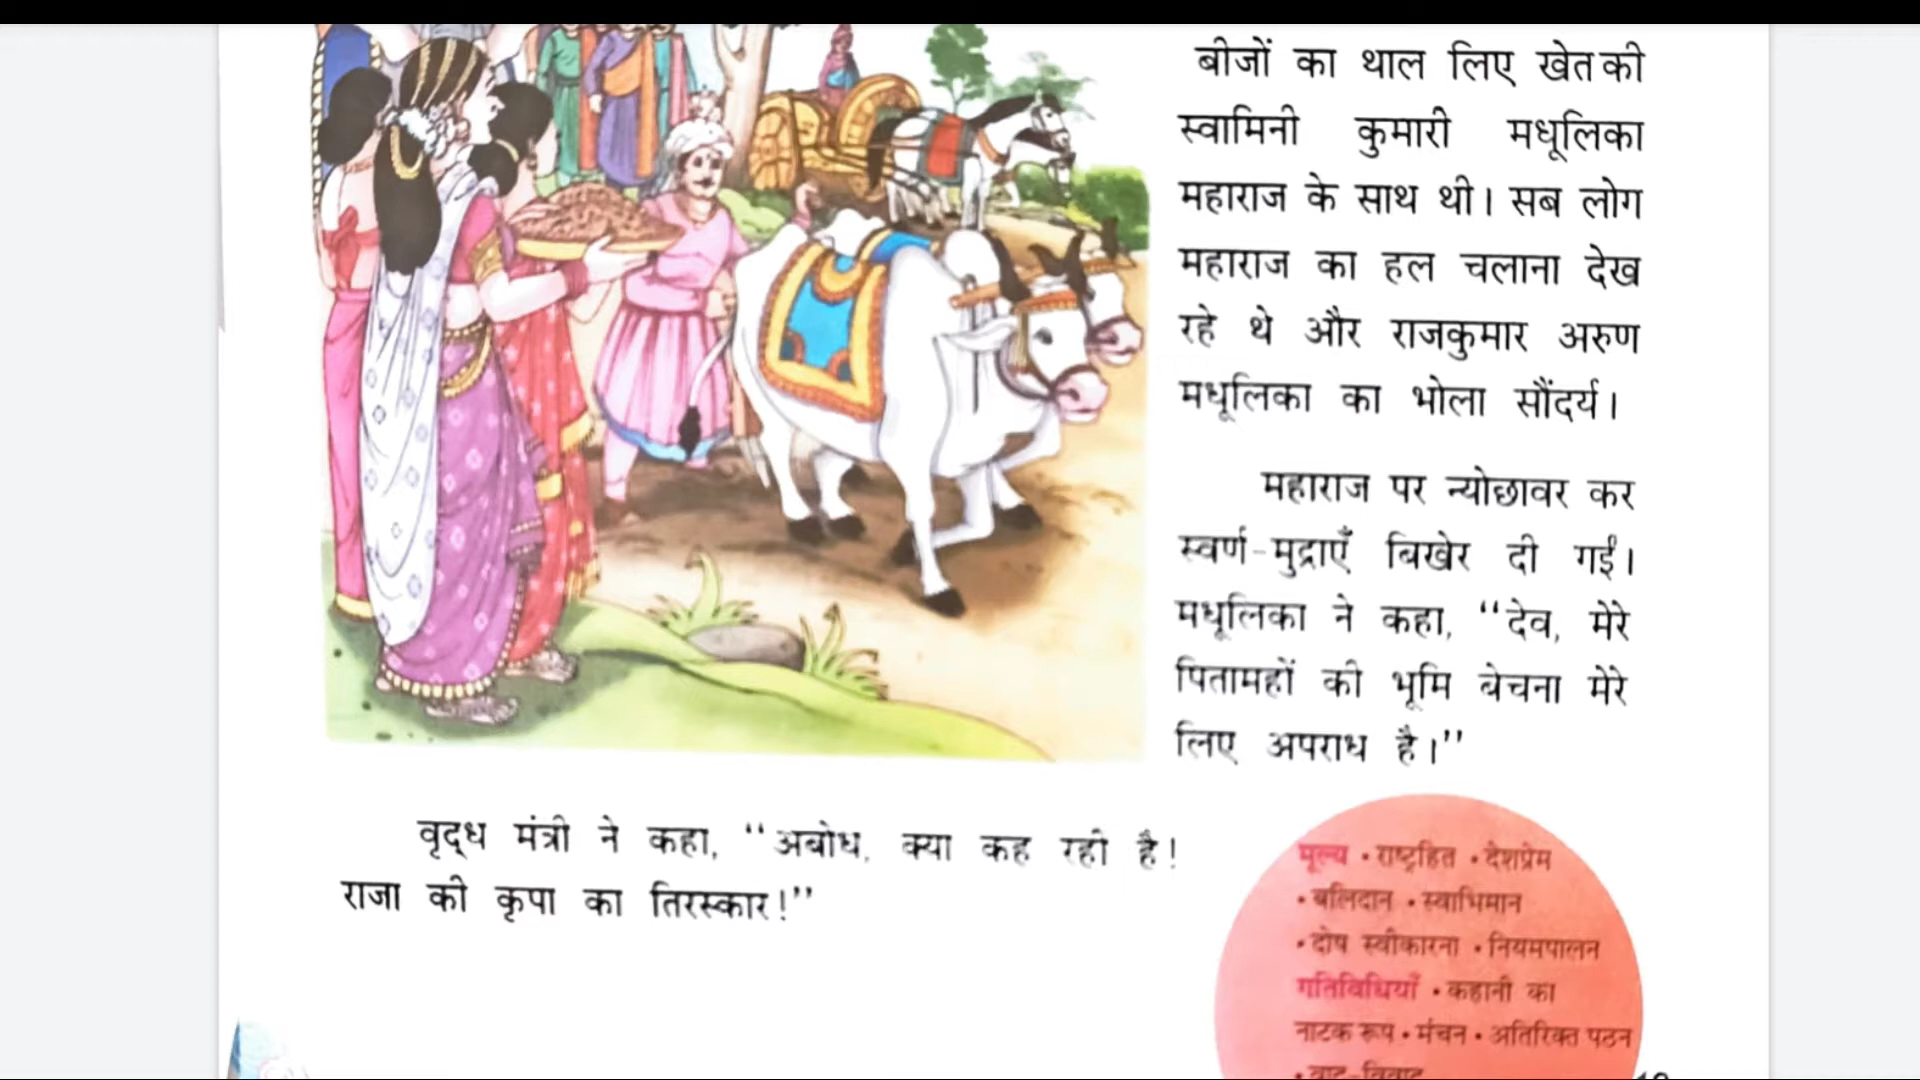 बीजों का थाल लिए खेत की
स्वामिनी कुमारी मधूलिका
महाराज के साथ थी। सब लोग
महाराज का हल चलाना देख
रहे थे और राजकुमार अरुण
मधूलिका का भोला सौंदर्य।
महाराज पर न्योछावर कर
स्वर्ण-मुद्राएँ बिखेर दी गईं।
मधूलिका ने कहा, ‘‘देव, मेरे
पितामहों की भूमि बेचना मेरे
लिए अपराध है।’’
वृद्ध मंत्री ने कहा, ‘‘अबोध, क्या कह रही है!
राजा की कृपा का तिरस्कार!’’
मूल्य • राष्ट्रहित • देशप्रेम
• बलिदान • स्वाभिमान
• दोष स्वीकारना • नियमपालन
गतिविधियाँ • कहानी का
नाटक रूप • मंचन • अतिरिक्त पठन